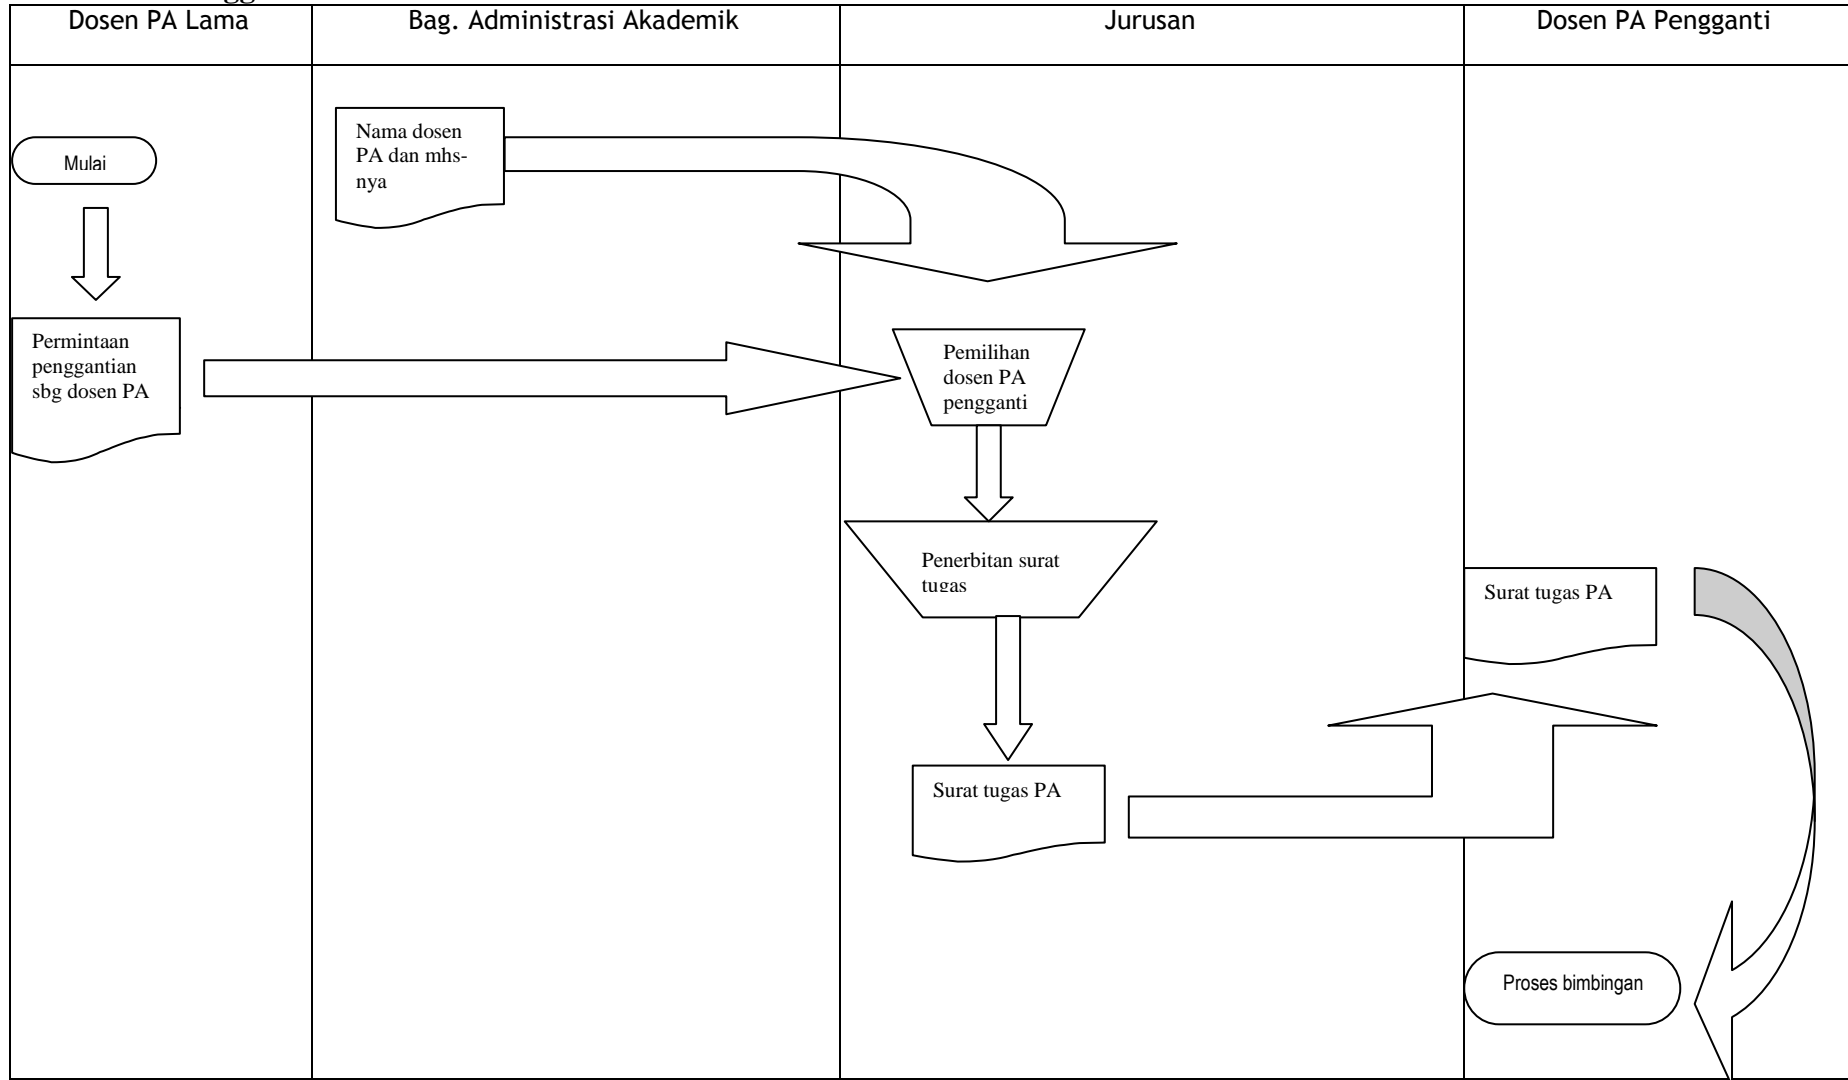 Dosen PA Lama
Bag. Administrasi Akademik
Jurusan
Dosen PA Pengganti
Mulai
Nama dosen
PA dan mhs-
nya
Permintaan
penggantian
sbg dosen PA
Pemilihan
dosen PA
pengganti
Penerbitan surat
tugas
Surat tugas PA
Surat tugas PA
Proses bimbingan